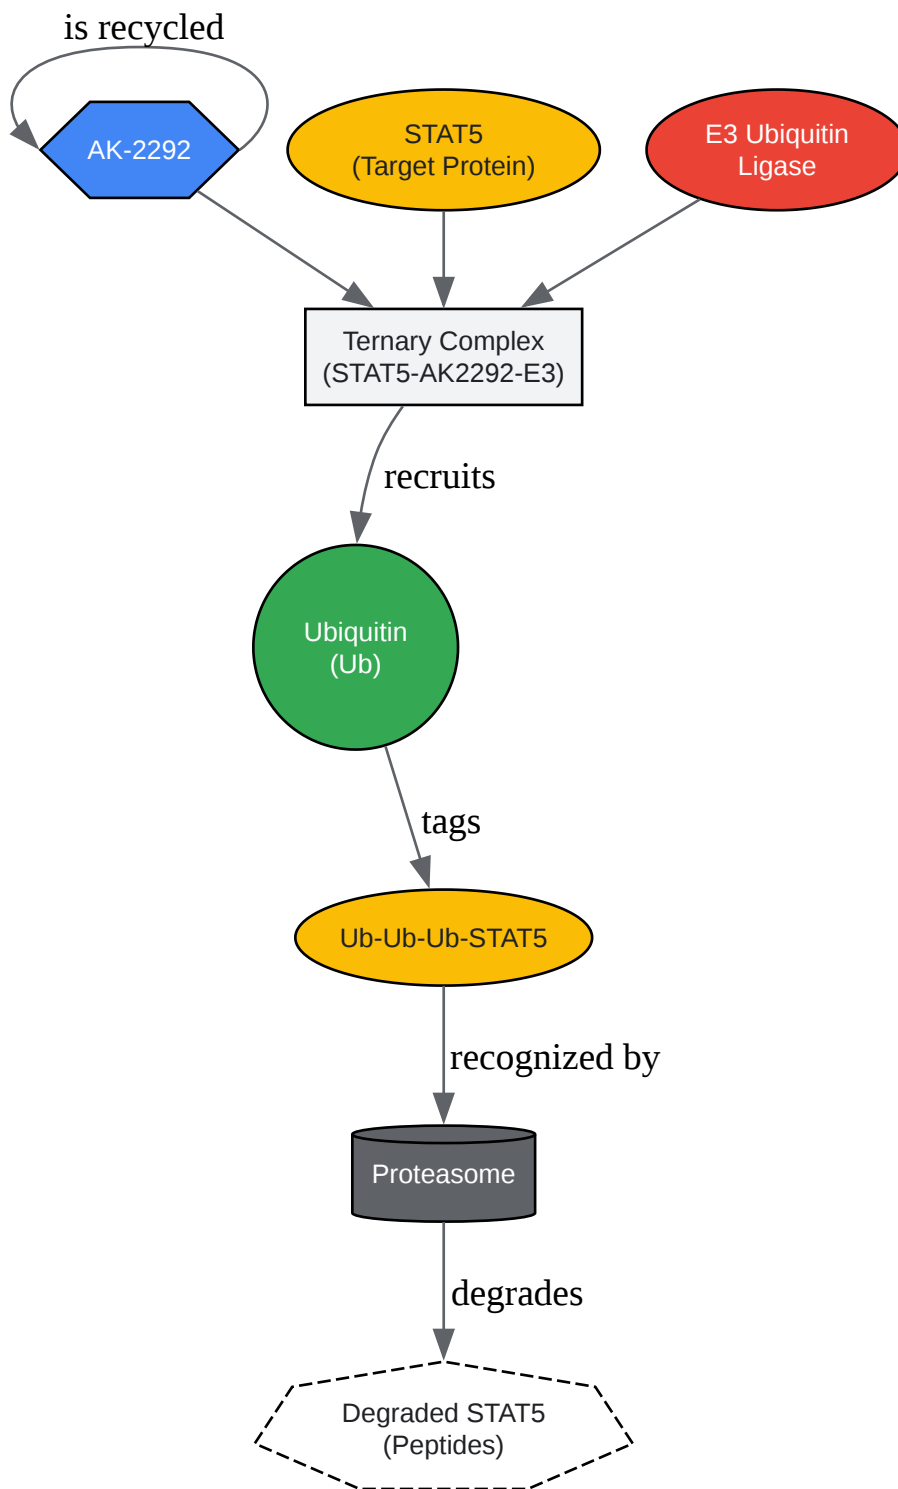 is recycled
AK-2292
STAT5
(Target Protein)
E3 Ubiquitin
Ligase
Ternary Complex
(STAT5-AK2292-E3)
recruits
Ubiquitin
(Ub)
tags
Ub-Ub-Ub-STAT5
recognized by
Proteasome
degrades
Degraded STAT5
(Peptides)